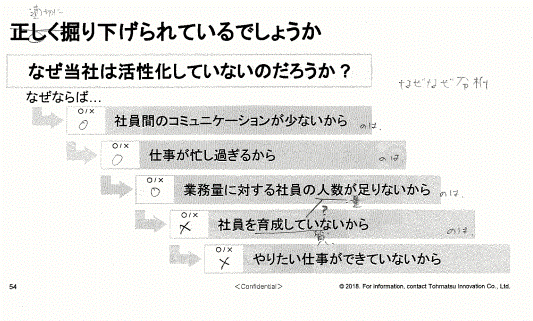 適切に
正しく掘り下げられているでしょうか
なぜ当社は活性化していないのだろうか？
なぜなぜ分析
なぜならば…
O/X
○ 社員間のコミュニケーションが少ないから のは、
O/X
○ 仕事が忙し過ぎるから のは
O/X
○ 業務量に対する社員の人数が足りないから のは、
量
?
O/X
× 社員を育成していないから のは、
質
O/X
× やりたい仕事ができていないから
54
＜Confidential＞
© 2018. For information, contact Tohmatsu Innovation Co., Ltd.